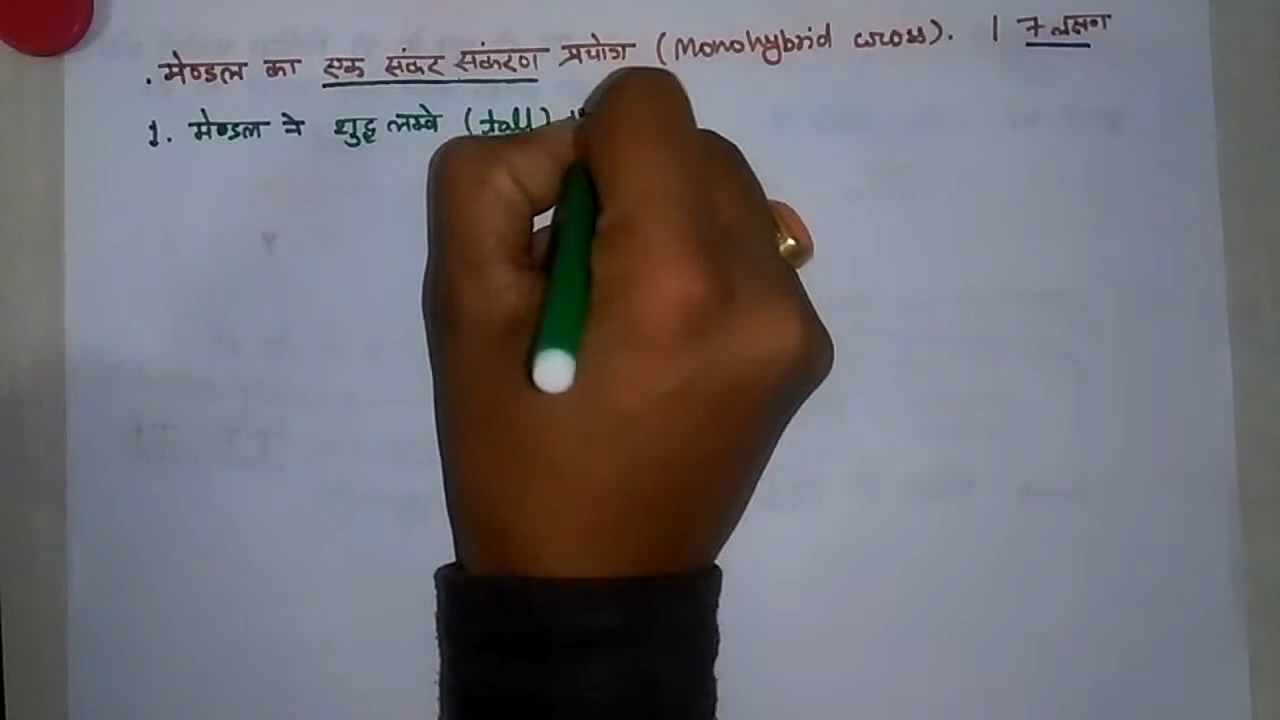 . मेण्डल का एक संकर संकरण प्रयोग (Monohybrid cross). | 7 लक्षण
1. मेण्डल ने शुद्ध लम्बे (tall)